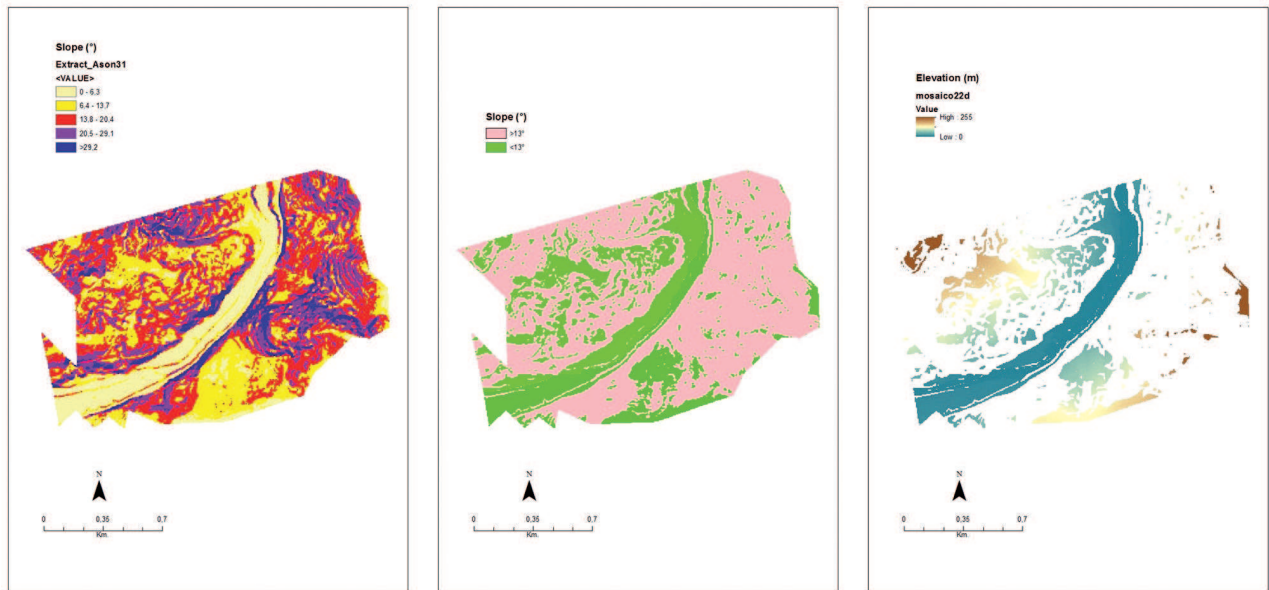 Slope (°)
Extract_Ason31
<VALUE>
0 - 6.3
6.4 - 13.7
13.8 - 20.4
20.5 - 29.1
>29.2
N
0 0,35 0,7
Km.
Slope (°)
>13°
<13°
N
0 0,35 0,7
Km.
Elevation (m)
mosaico22d
Value
High : 255
Low : 0
N
0 0,35 0,7
Km.